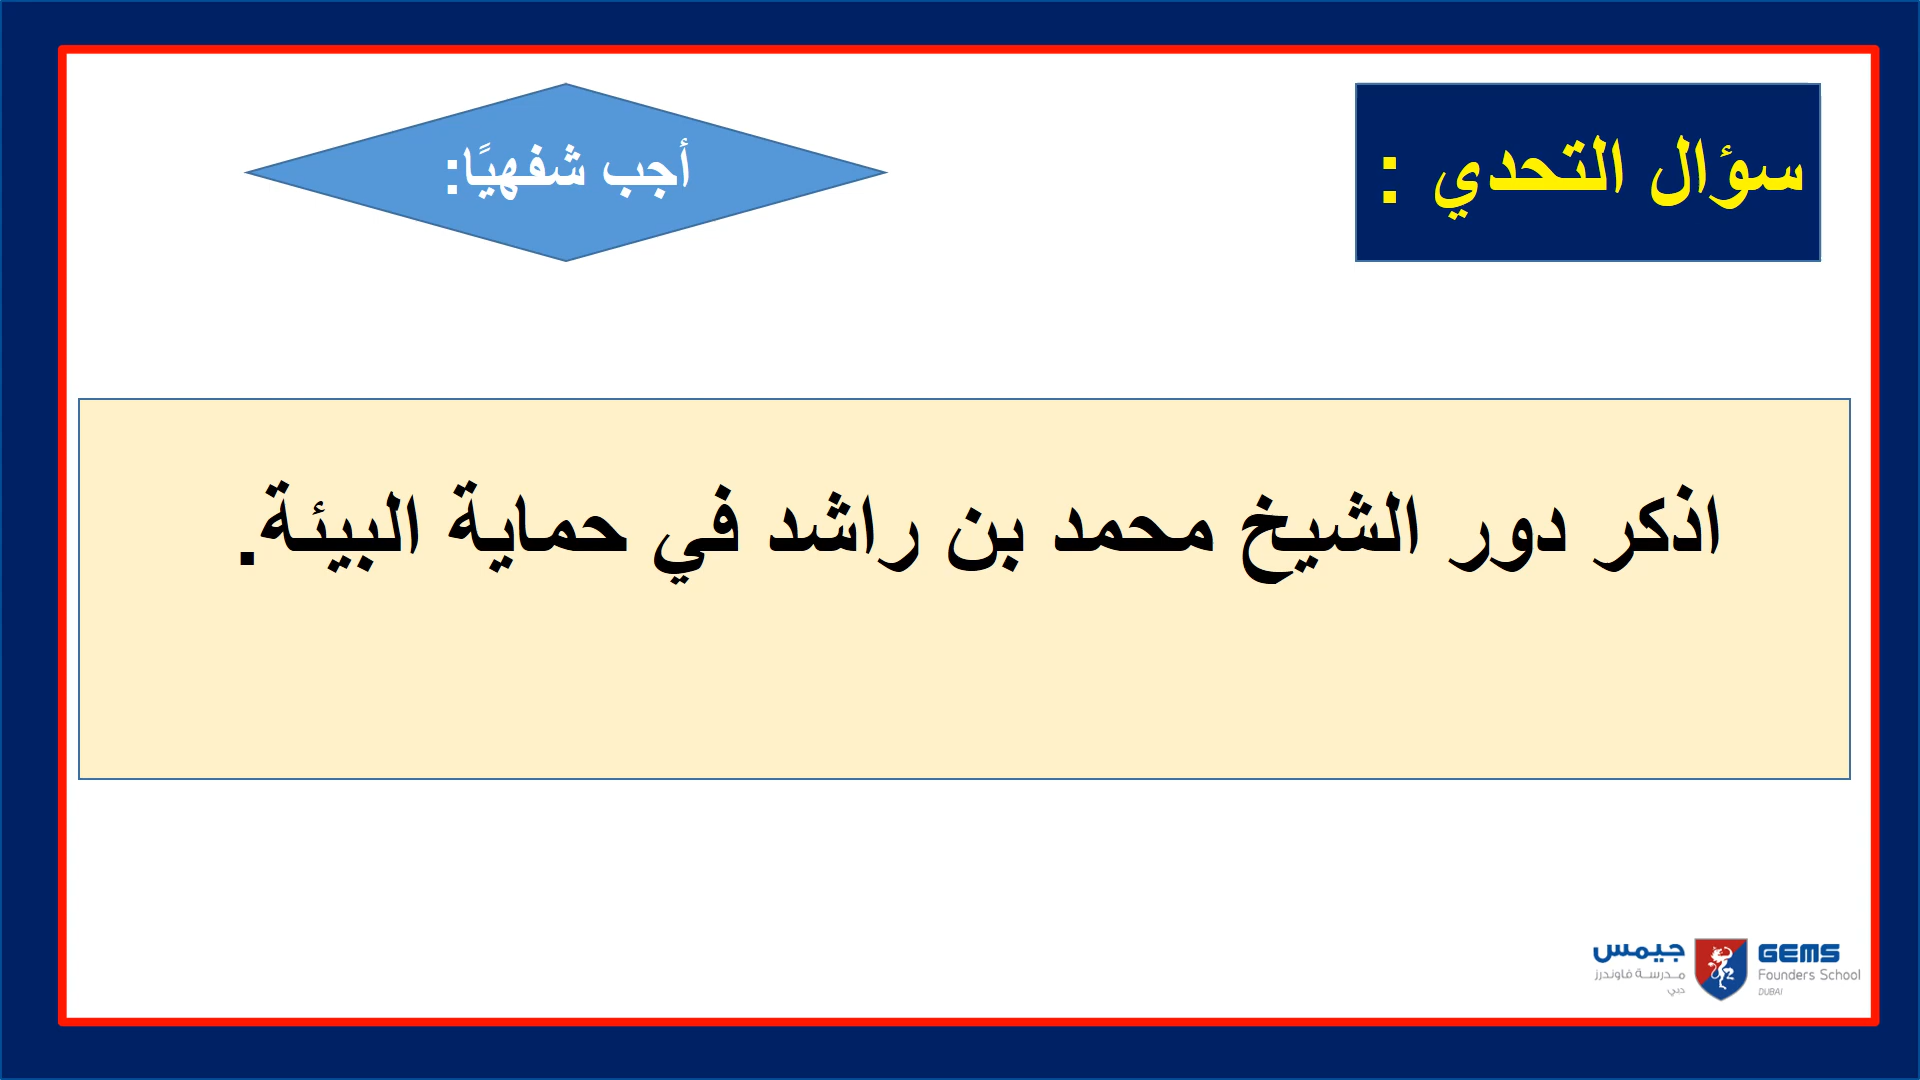 سؤال التحدي :
أجب شفهيًا:
اذكر دور الشيخ محمد بن راشد في حماية البيئة.
جيمس
مدرسة فاوندرز
دبي
GEMS
Founders School
DUBAI